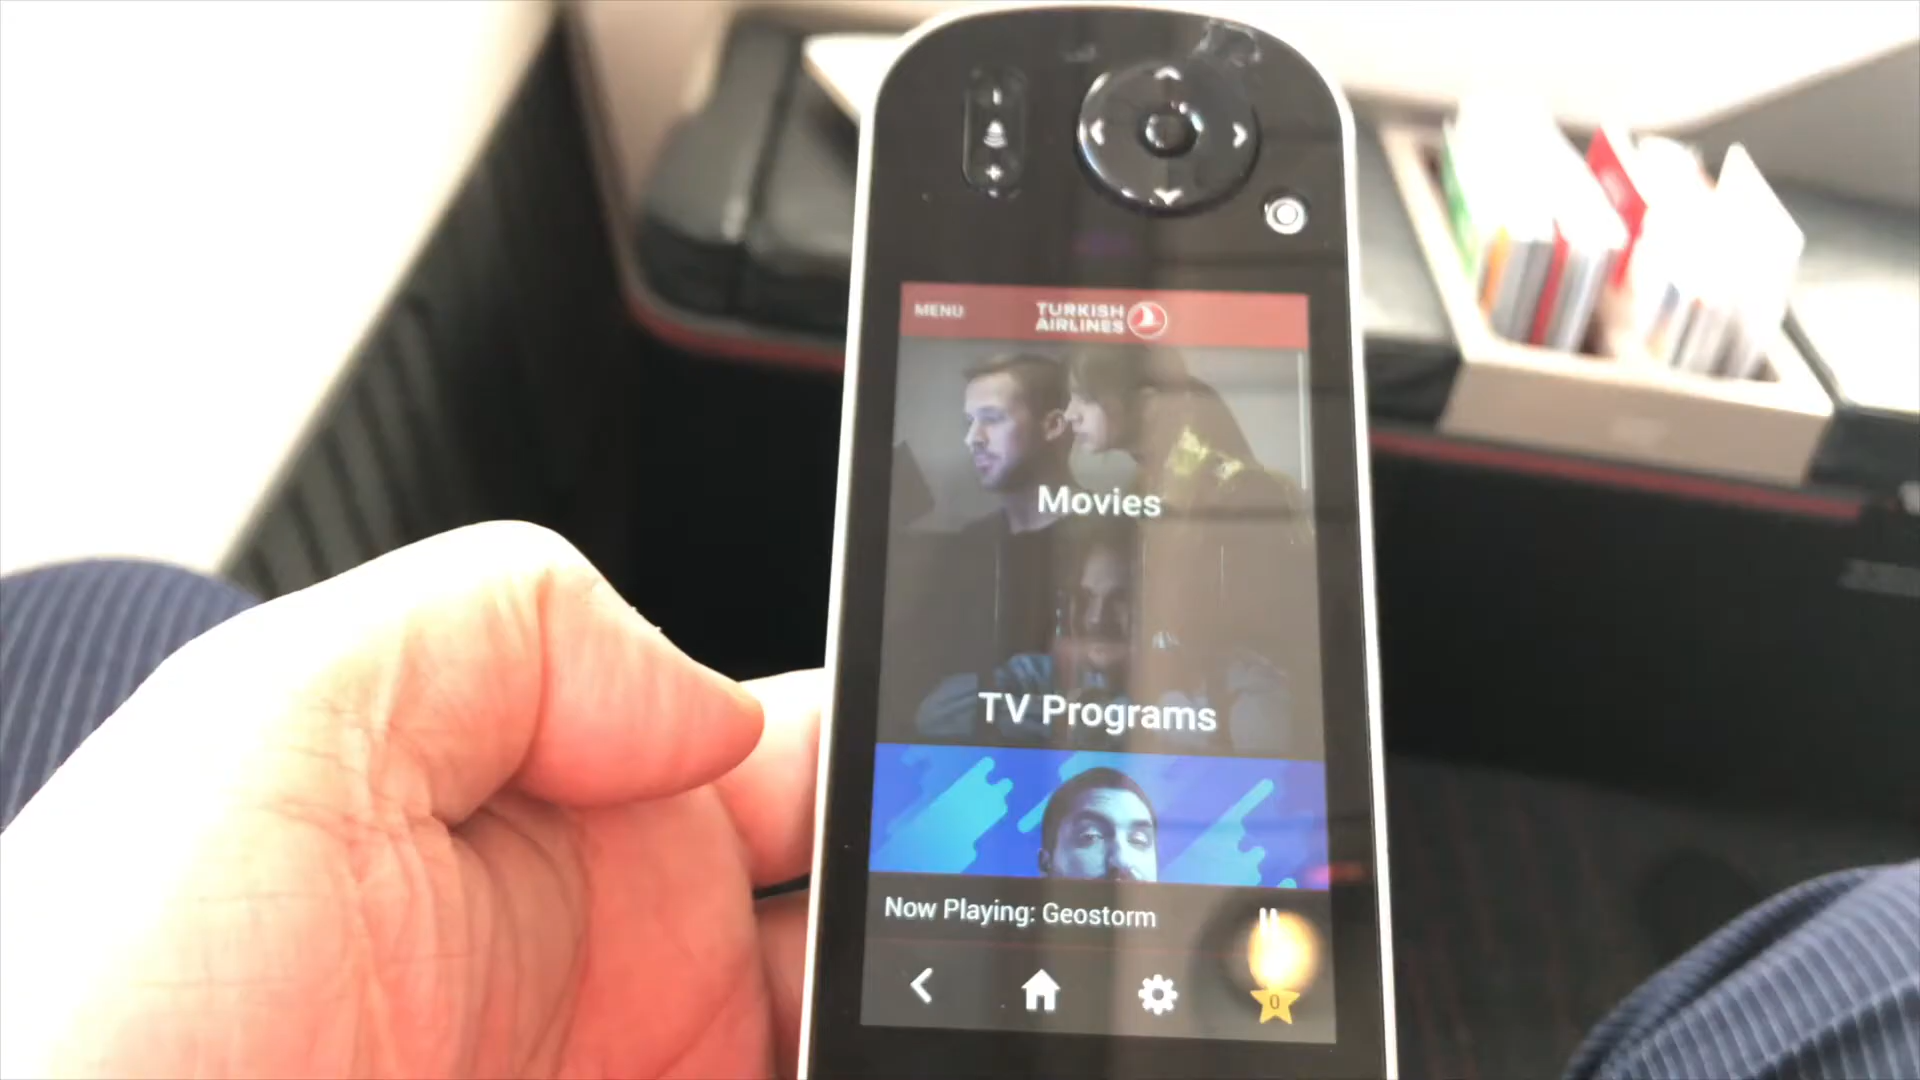 MENU
TURKISH
AIRLINES
Movies
TV Programs
Now Playing: Geostorm
0